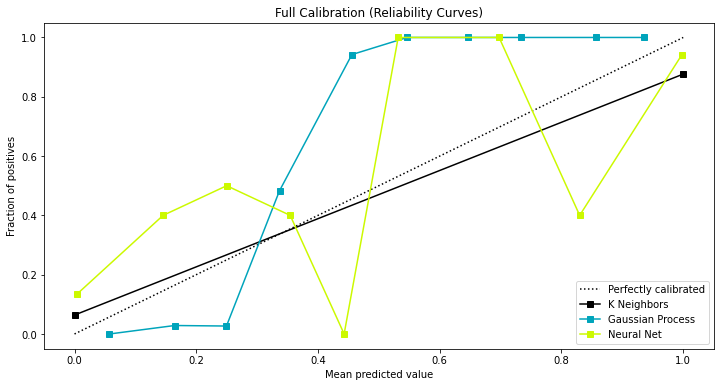 Full Calibration (Reliability Curves)
Fraction of positives
1.0
0.8
0.6
0.4
0.2
0.0
Perfectly calibrated
K Neighbors
Gaussian Process
Neural Net
0.0 0.2 0.4 0.6 0.8 1.0
Mean predicted value